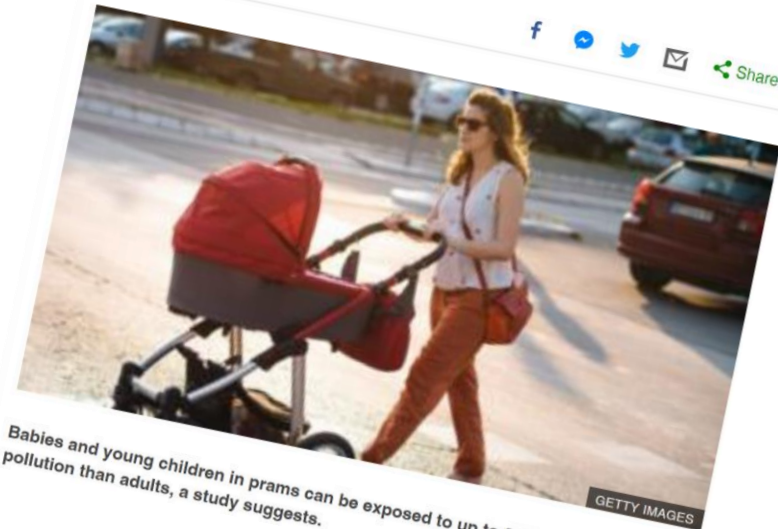 Share
GETTY IMAGES
Babies and young children in prams can be exposed to up to
pollution than adults, a study suggests.